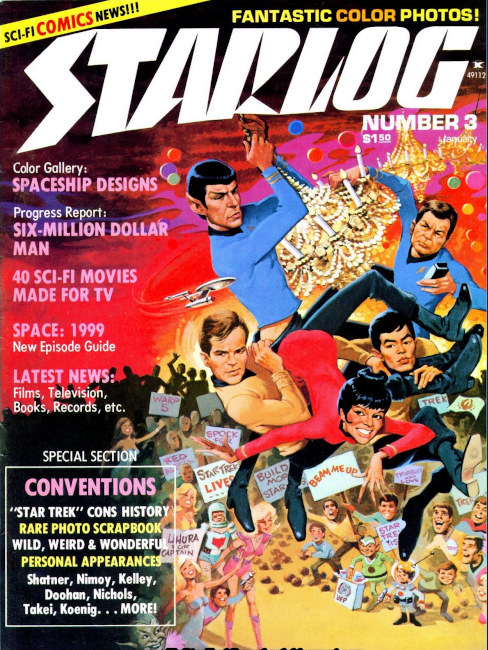 SCI-FI COMICS NEWS!!!
FANTASTIC COLOR PHOTOS!
STARLOG
49112
NUMBER 3
$1.50
January
Color Gallery:
SPACESHIP DESIGNS
Progress Report:
SIX-MILLION DOLLAR
MAN
40 SCI-FI MOVIES
MADE FOR TV
SPACE: 1999
New Episode Guide
LATEST NEWS:
Films, Television,
Books, Records, etc.
SPECIAL SECTION
CONVENTIONS
"STAR TREK" CONS HISTORY
RARE PHOTO SCRAPBOOK
WILD, WEIRD & WONDERFUL
PERSONAL APPEARANCES
Shatner, Nimoy, Kelley,
Doohan, Nichols,
Takei, Koenig. . . MORE!
WARP
5
SPOCK
STAR TREK
LIVES
BUILD
MOR
STAR
BEAM ME UP
TREK
STAR
TREK
UHURA
CAPTAIN
UFP